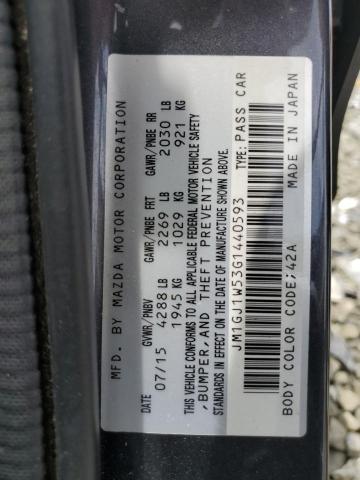 MFD. BY MAZDA MOTOR CORPORATION
DATE GVWR/PNBV GAWR/PNBE FRT GAWR/PNBE RR
07/15 4288 LB 2269 LB 2030 LB
1945 KG 1029 KG 921 KG
THIS VEHICLE CONFORMS TO ALL APPLICABLE FEDERAL MOTOR VEHICLE SAFETY
,BUMPER,AND THEFT PREVENTION
STANDARDS IN EFFECT ON THE DATE OF MANUFACTURE SHOWN ABOVE.
JM1GJ1W53G1440593 TYPE: PASS CAR
BODY COLOR CODE:42A MADE IN JAPAN